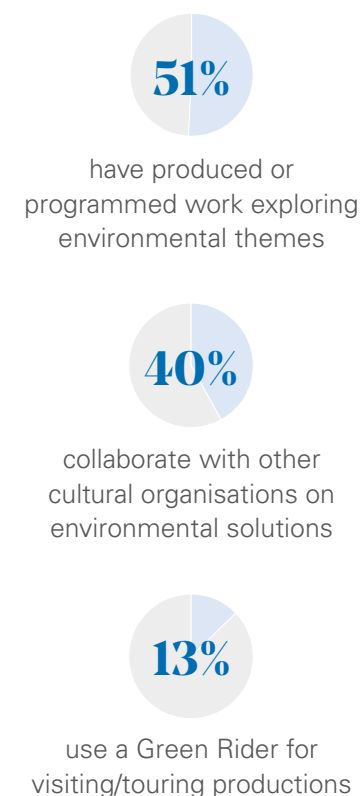 51%
have produced or
programmed work exploring
environmental themes
40%
collaborate with other
cultural organisations on
environmental solutions
13%
use a Green Rider for
visiting/touring productions